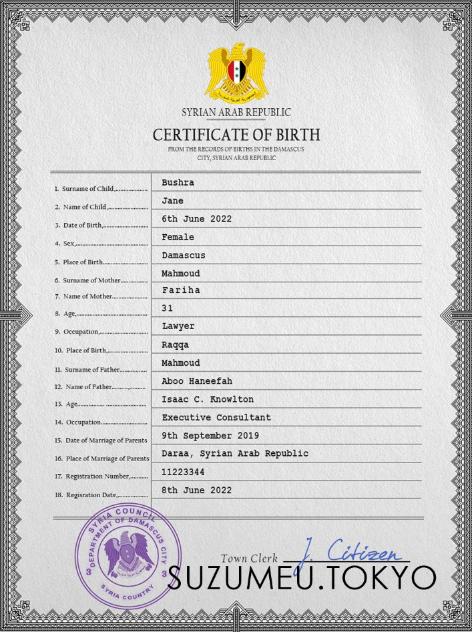 SYRIAN ARAB REPUBLIC
CERTIFICATE OF BIRTH
FROM THE RECORDS OF BIRTHS IN THE DAMASCUS
CITY, SYRIAN ARAB REPUBLIC
1. Surname of Child, Bushra
2. Name of Child, Jane
3. Date of Birth, 6th June 2022
4. Sex, Female
5. Place of Birth Damascus
6. Surname of Mother Mahmoud
7. Name of Mother Fariha
8. Age, 31
9. Occupation, Lawyer
10. Place of Birth, Raqqa
11. Surname of Father Mahmoud
12. Name of Father Aboo Haneefah
13. Age Isaac C. Knowlton
14. Occupation Executive Consultant
15. Date of Marriage of Parents 9th September 2019
16. Place of Marriage of Parents Daraa, Syrian Arab Republic
17. Registration Number, 11223344
18. Regisration Date, 8th June 2022
SYRIA COUNCIL
DEPARTMENT OF DAMASCUS CITY
SYRIA COUNTRY
Town Clerk J. Citizen
SUZUMEU.TOKYO